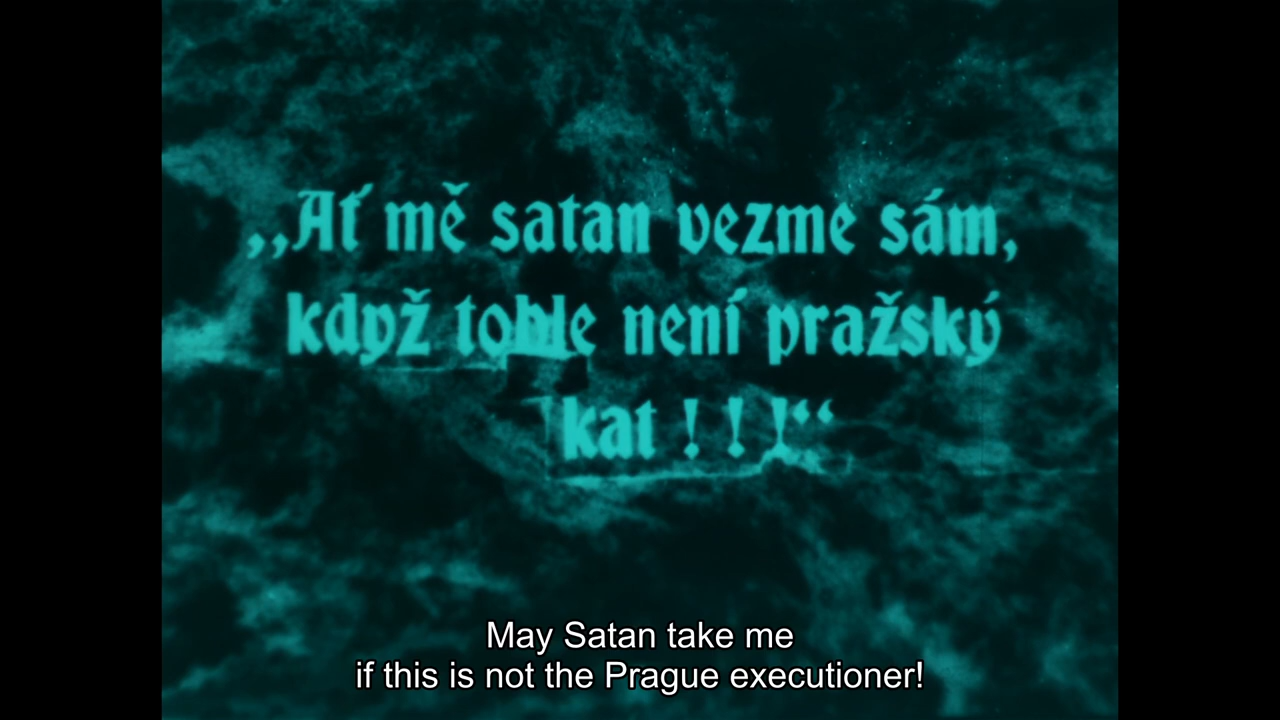 „Ať mě satan vezme sám,
když tohle není pražský
kat ! ! !“
May Satan take me
if this is not the Prague executioner!